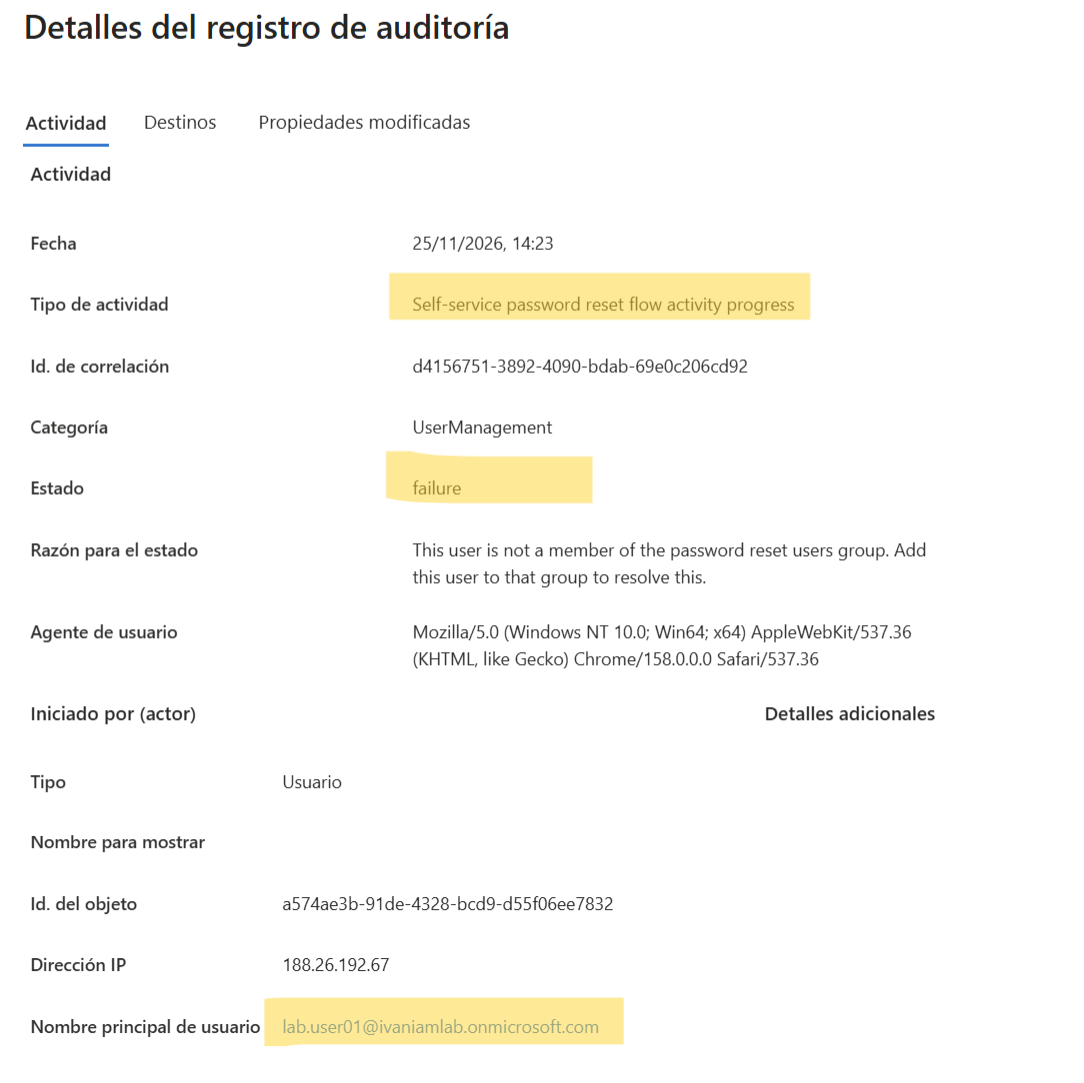 Detalles del registro de auditoría
Actividad Destinos Propiedades modificadas
Actividad
Fecha 25/11/2026, 14:23
Tipo de actividad Self-service password reset flow activity progress
Id. de correlación d4156751-3892-4090-bdab-69e0c206cd92
Categoría UserManagement
Estado failure
Razón para el estado This user is not a member of the password reset users group. Add
this user to that group to resolve this.
Agente de usuario Mozilla/5.0 (Windows NT 10.0; Win64; x64) AppleWebKit/537.36
(KHTML, like Gecko) Chrome/158.0.0.0 Safari/537.36
Iniciado por (actor) Detalles adicionales
Tipo Usuario
Nombre para mostrar
Id. del objeto a574ae3b-91de-4328-bcd9-d55f06ee7832
Dirección IP 188.26.192.67
Nombre principal de usuario lab.user01@ivaniamlab.onmicrosoft.com